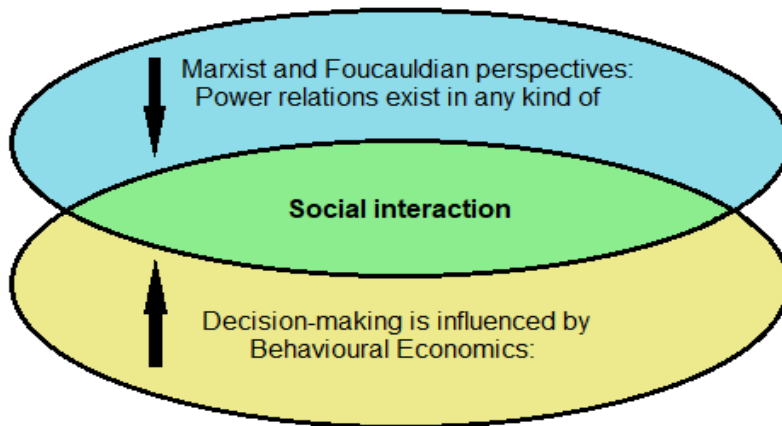 Marxist and Foucauldian perspectives:
Power relations exist in any kind of
Social interaction
Decision-making is influenced by
Behavioural Economics: